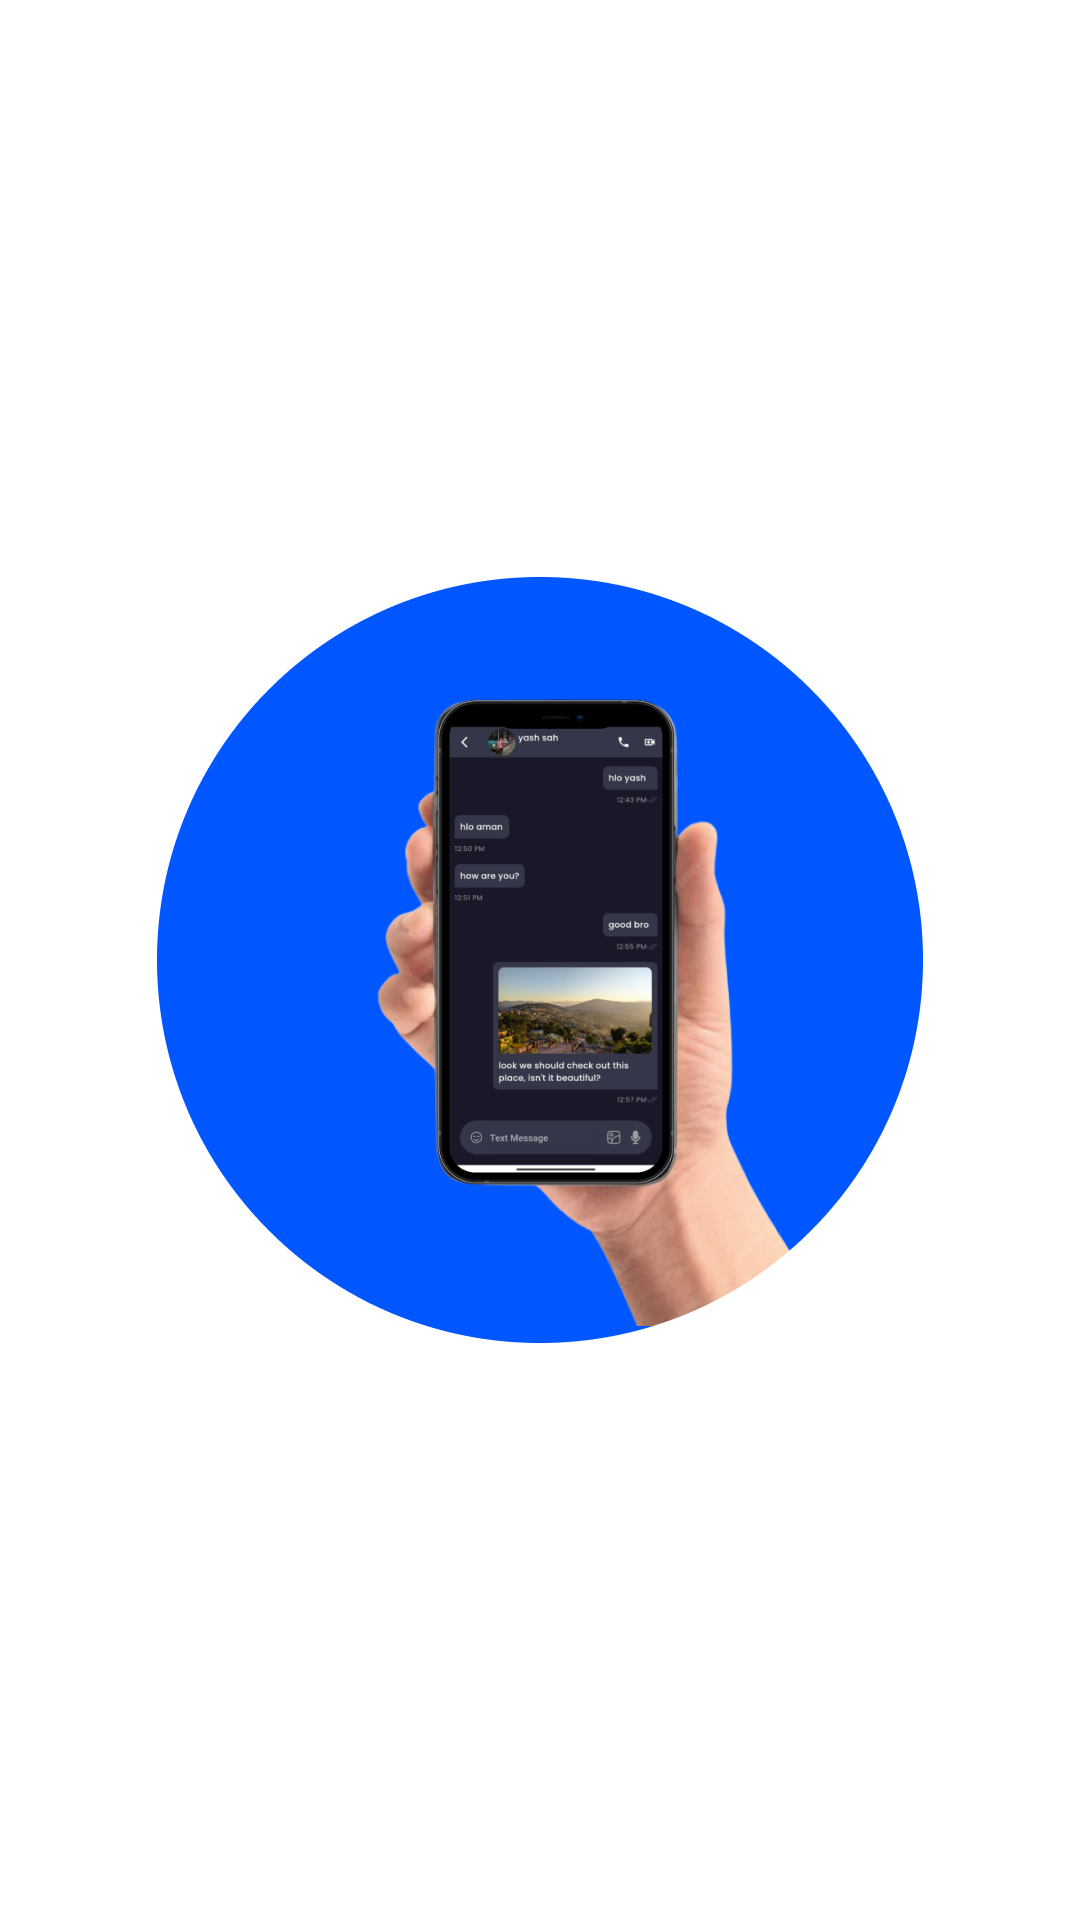 yash sah
hlo yash
12:43 PM
hlo aman
12:50 PM
how are you?
12:51 PM
good bro
12:55 PM
look we should check out this
place, isn't it beautiful?
12:57 PM
Text Message